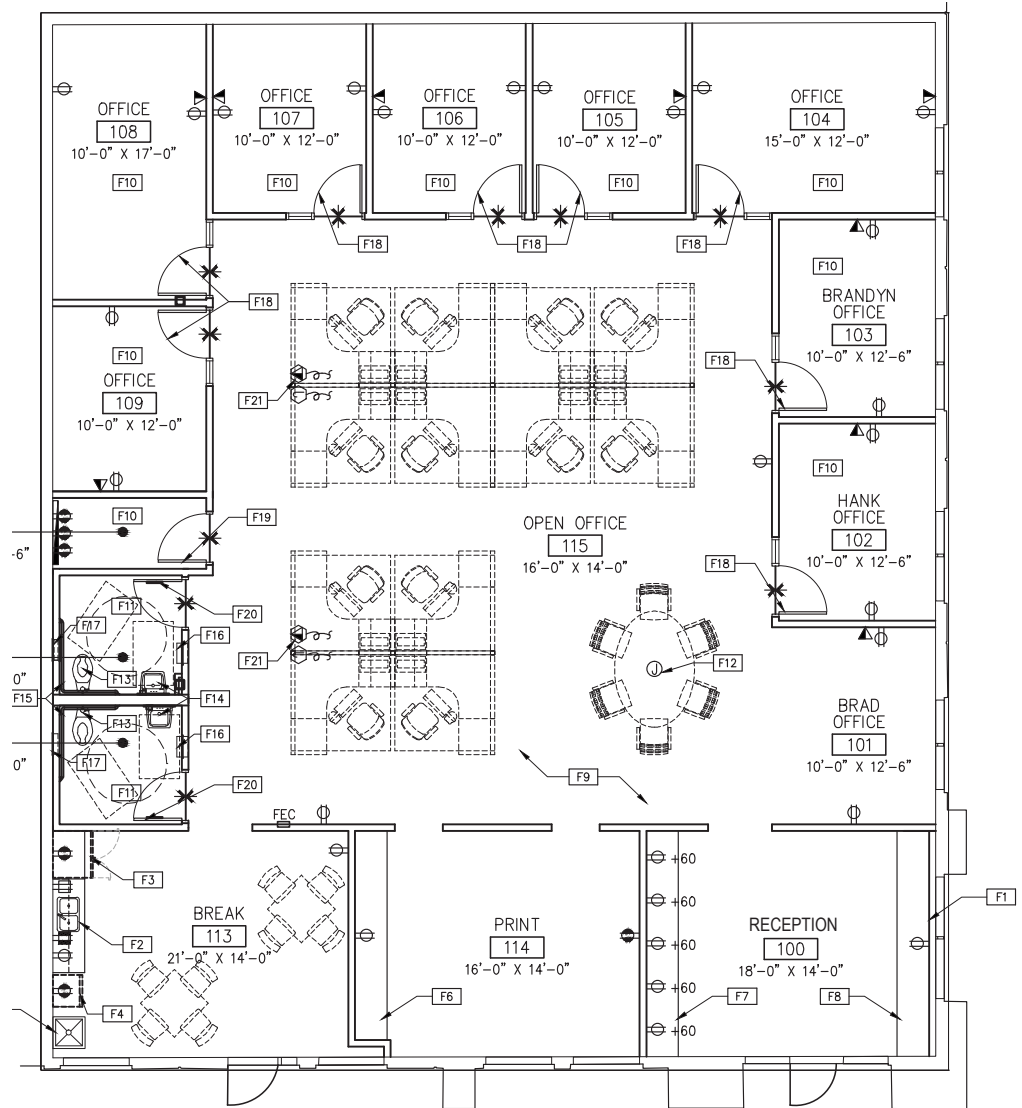 OFFICE
108
10'-0" X 17'-0"
F10
OFFICE
107
10'-0" X 12'-0"
F10
OFFICE
106
10'-0" X 12'-0"
F10
OFFICE
105
10'-0" X 12'-0"
F10
OFFICE
104
15'-0" X 12'-0"
F10
F18
F18
F18
F18
F10
BRANDYN
OFFICE
103
10'-0" X 12'-6"
F18
F10
OFFICE
109
10'-0" X 12'-0"
F21
F10
HANK
OFFICE
102
10'-0" X 12'-6"
F18
F10
F19
-6"
OPEN OFFICE
115
16'-0" X 14'-0"
F11
F20
F17
F16
F13
0"
F15
F14
F21
J
F12
F13
F16
F17
0"
F11
F20
BRAD
OFFICE
101
10'-0" X 12'-6"
F9
FEC
F3
BREAK
113
21'-0" X 14'-0"
F2
F4
PRINT
114
16'-0" X 14'-0"
F6
+60
+60
+60
+60
+60
RECEPTION
100
18'-0" X 14'-0"
F7
F8
F1